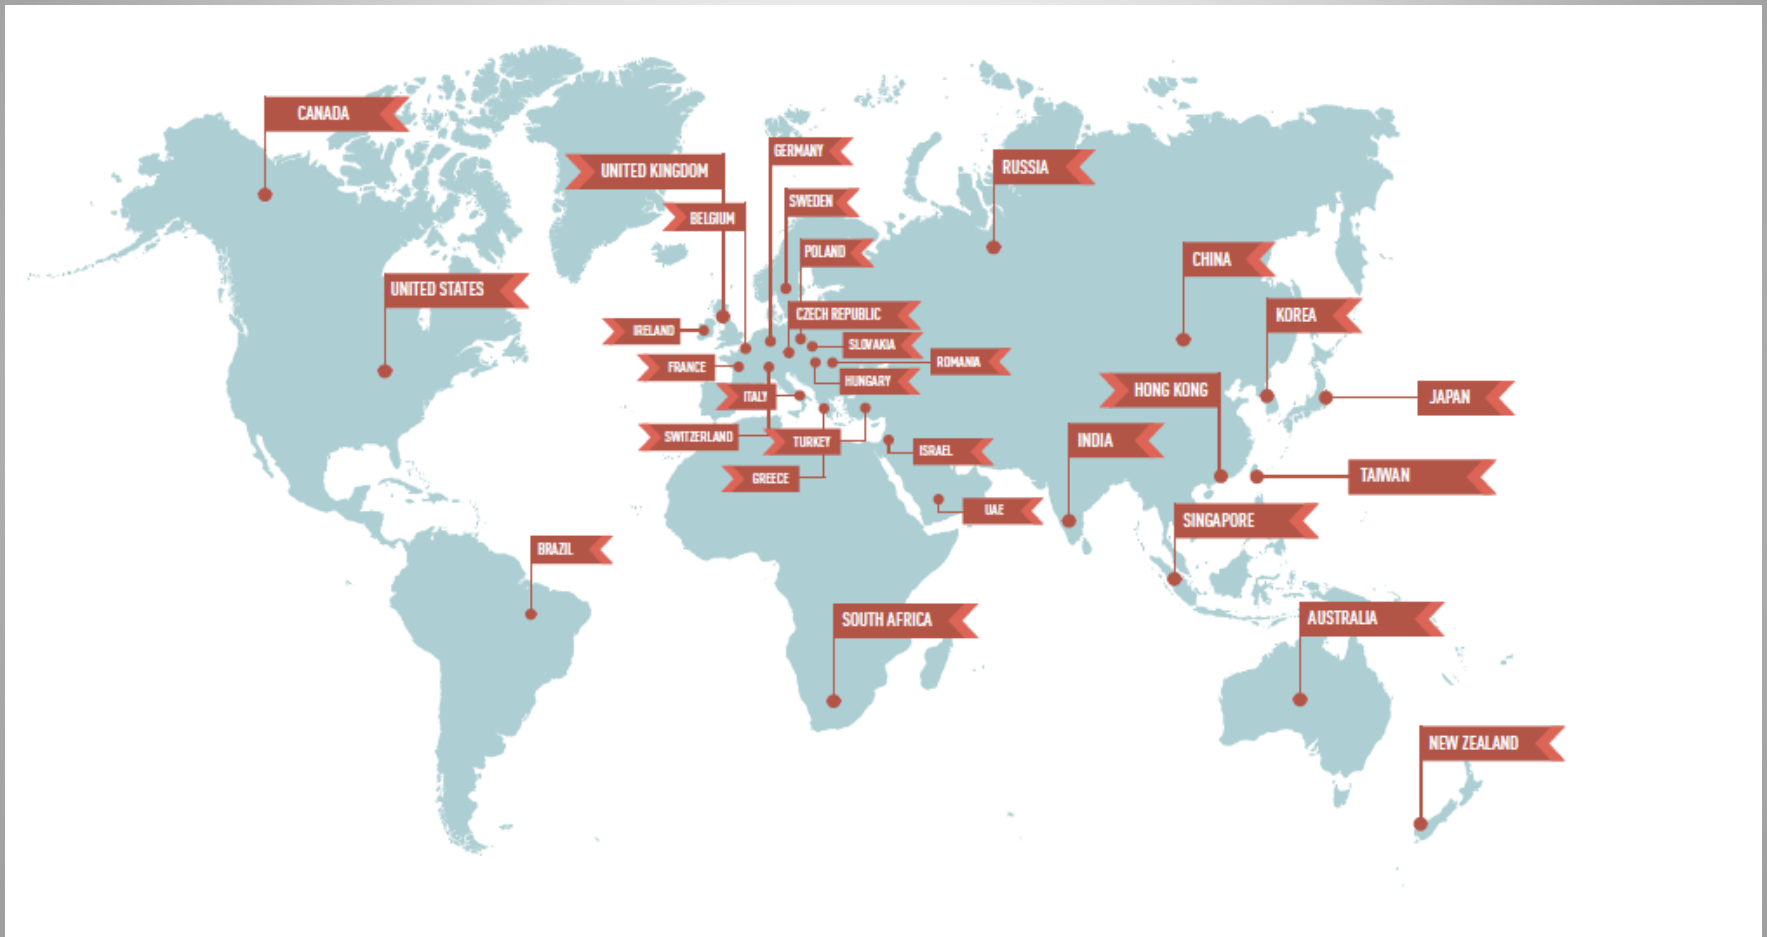 CANADA
GERMANY
UNITED KINGDOM
RUSSIA
SWEDEN
BELGIUM
POLAND
CHINA
UNITED STATES
CZECH REPUBLIC
KOREA
IRELAND
SLOVAKIA
ROMANIA
FRANCE
HUNGARY
HONG KONG
ITALY
JAPAN
SWITZERLAND
TURKEY
INDIA
ISRAEL
TAIWAN
GREECE
UAE
SINGAPORE
BRAZIL
SOUTH AFRICA
AUSTRALIA
NEW ZEALAND